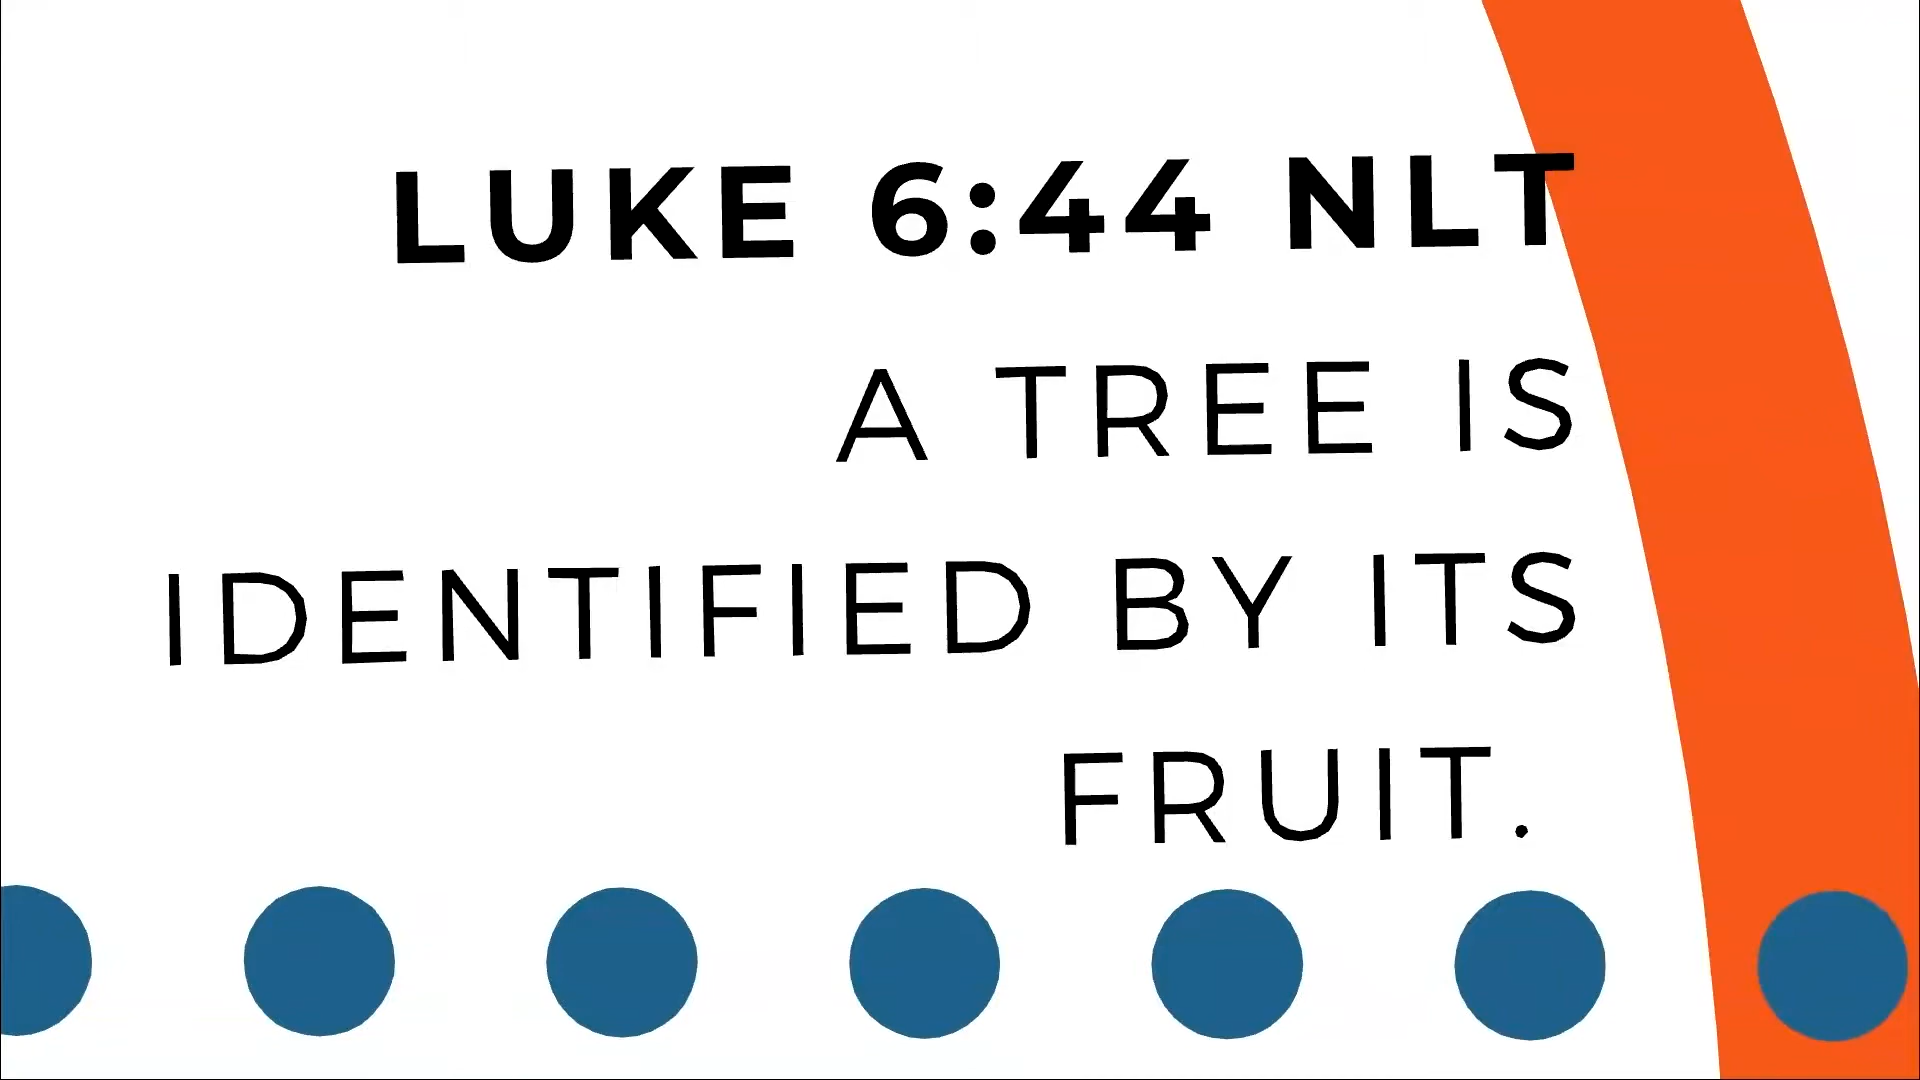 LUKE 6:44 NLT
A TREE IS
IDENTIFIED BY ITS
FRUIT.